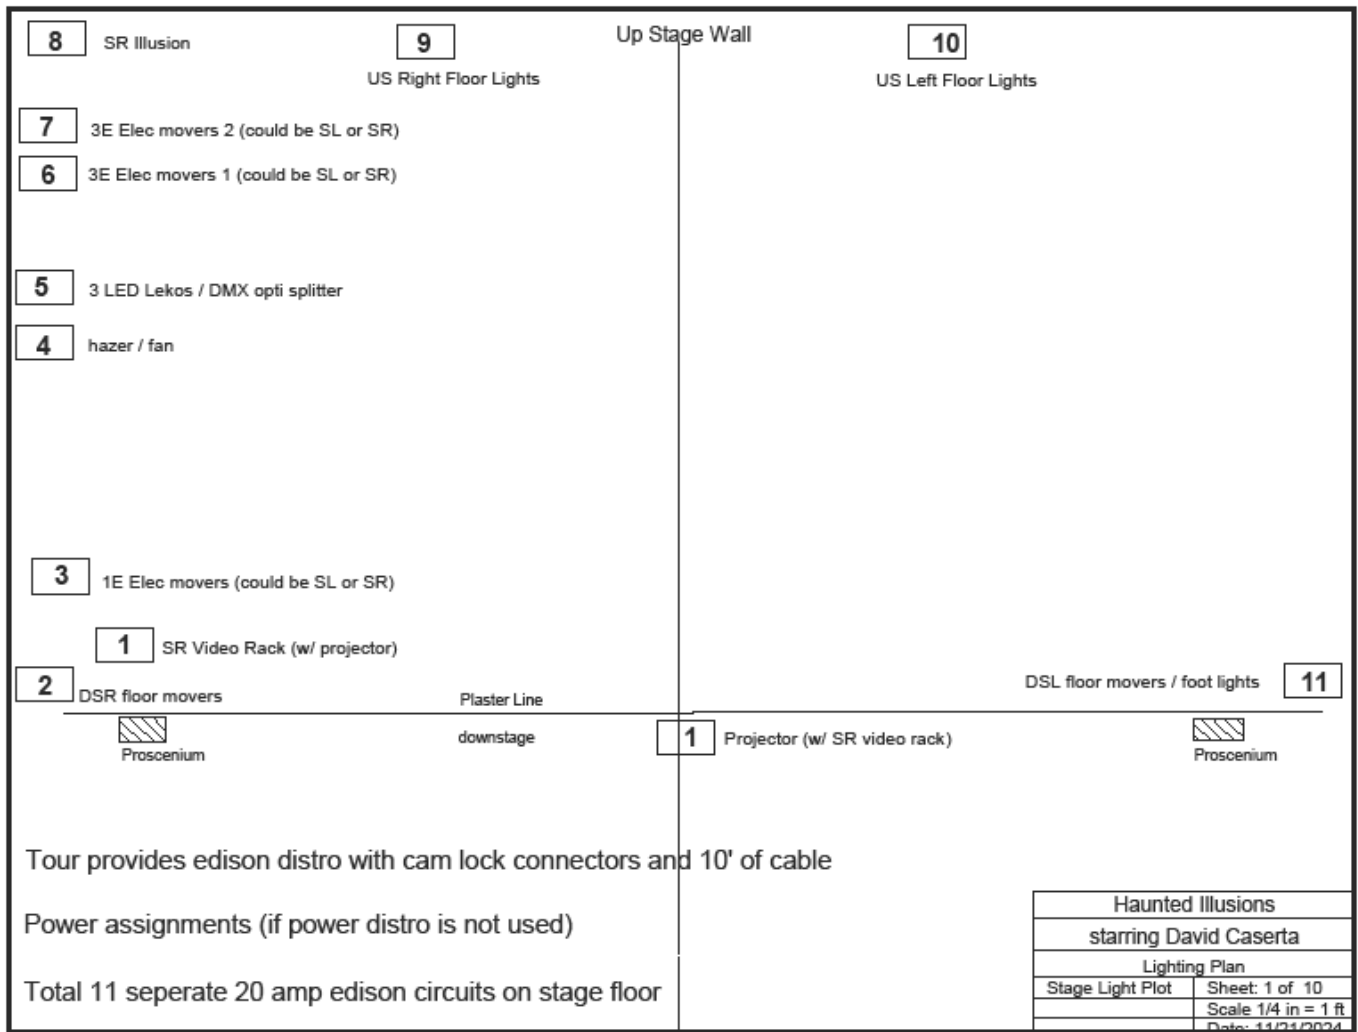 8 SR Illusion
9
Up Stage Wall
10
US Right Floor Lights
US Left Floor Lights
7 3E Elec movers 2 (could be SL or SR)
6 3E Elec movers 1 (could be SL or SR)
5 3 LED Lekos / DMX opti splitter
4 hazer / fan
3 1E Elec movers (could be SL or SR)
1 SR Video Rack (w/ projector)
2 DSR floor movers
Plaster Line
DSL floor movers / foot lights 11
Proscenium
downstage
1 Projector (w/ SR video rack)
Proscenium
Tour provides edison distro with cam lock connectors and 10' of cable
Power assignments (if power distro is not used)
Total 11 seperate 20 amp edison circuits on stage floor
Haunted Illusions
starring David Caserta
Lighting Plan
Stage Light Plot Sheet: 1 of 10
Scale 1/4 in = 1 ft
Date: 11/21/2024